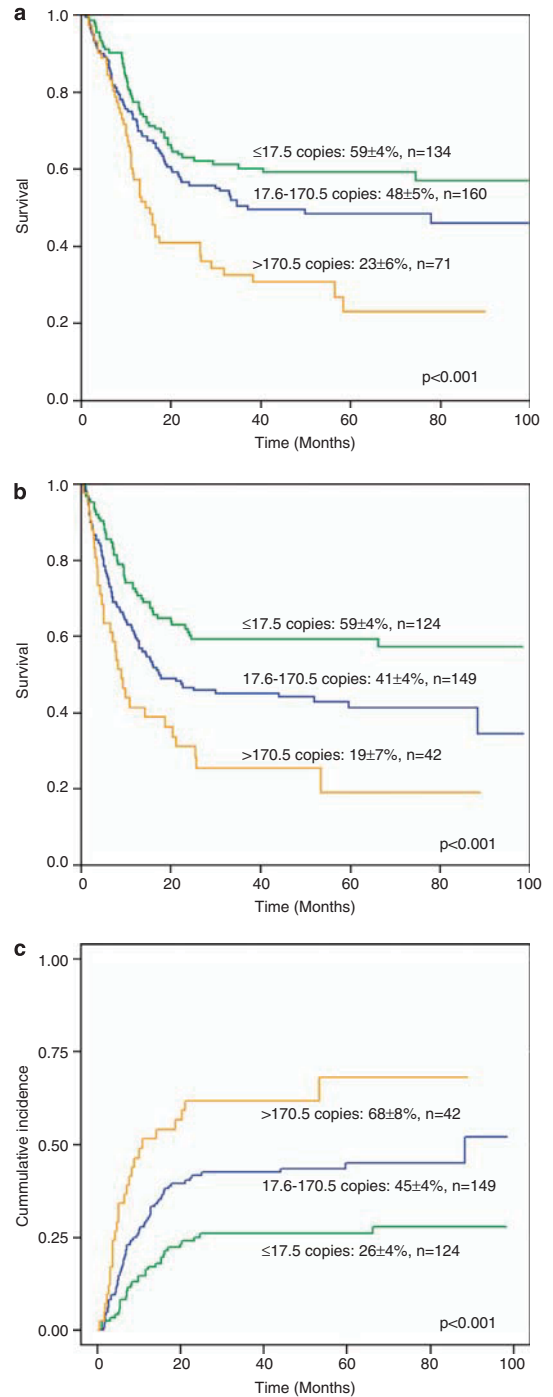 a
1.0
0.8
0.6
0.4
0.2
0.0
Survival
≤17.5 copies: 59±4%, n=134
17.6-170.5 copies: 48±5%, n=160
>170.5 copies: 23±6%, n=71
p<0.001
0 20 40 60 80 100
Time (Months)
b
1.0
0.8
0.6
0.4
0.2
0.0
Survival
≤17.5 copies: 59±4%, n=124
17.6-170.5 copies: 41±4%, n=149
>170.5 copies: 19±7%, n=42
p<0.001
0 20 40 60 80 100
Time (Months)
c
1.00
0.75
0.50
0.25
0.00
Cummulative incidence
>170.5 copies: 68±8%, n=42
17.6-170.5 copies: 45±4%, n=149
≤17.5 copies: 26±4%, n=124
p<0.001
0 20 40 60 80 100
Time (Months)